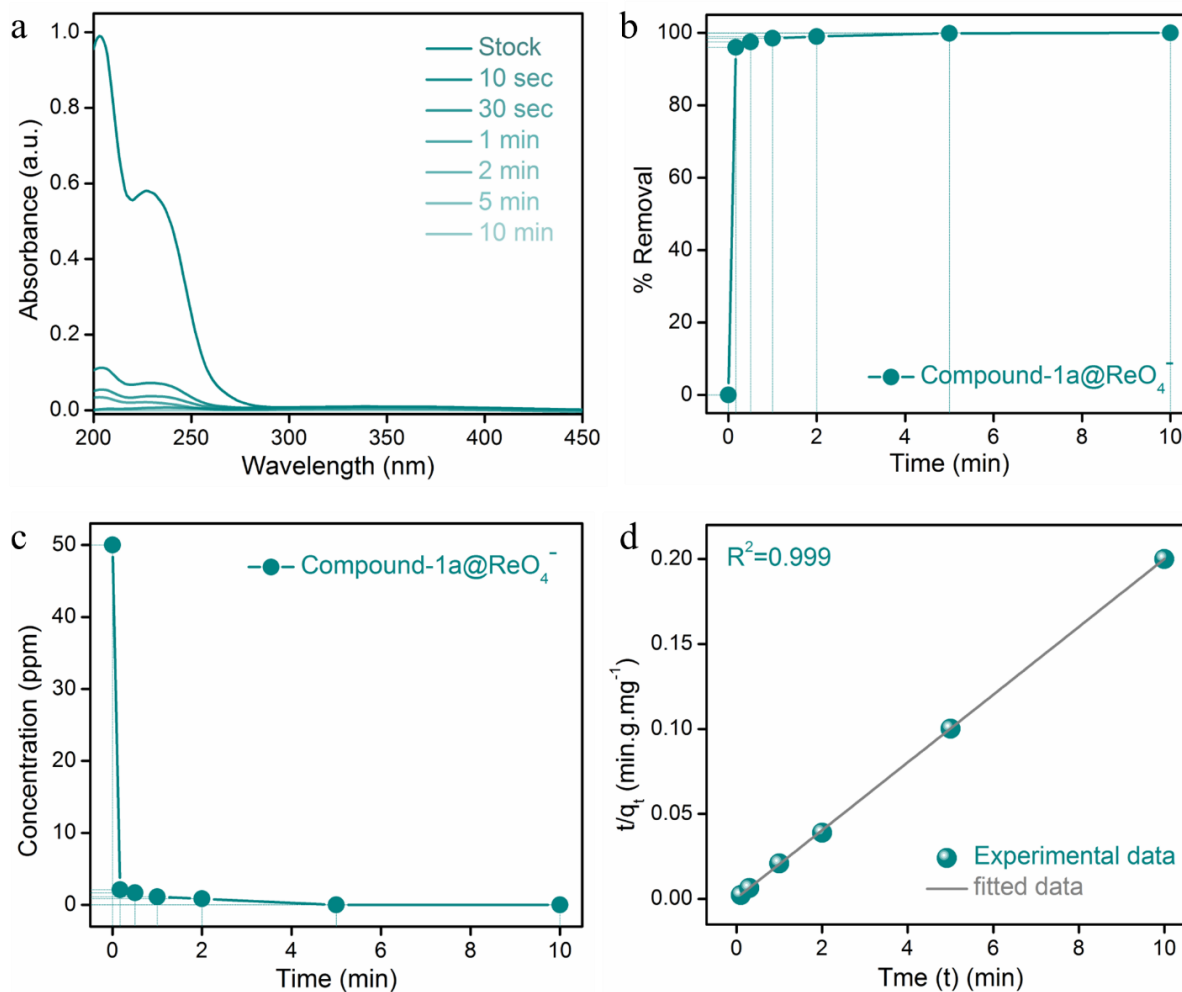 a
1.0
0.8
0.6
0.4
0.2
0.0
Absorbance (a.u.)
Stock
10 sec
30 sec
1 min
2 min
5 min
10 min
200 250 300 350 400 450
Wavelength (nm)
b
100
80
60
40
20
0
% Removal
Compound-1a@ReO₄⁻
0 2 4 6 8 10
Time (min)
c
50
40
30
20
10
0
Concentration (ppm)
Compound-1a@ReO₄⁻
0 2 4 6 8 10
Time (min)
d
R²=0.999
0.20
0.15
0.10
0.05
0.00
t/qₜ (min.g.mg⁻¹)
Experimental data
fitted data
0 2 4 6 8 10
Tme (t) (min)